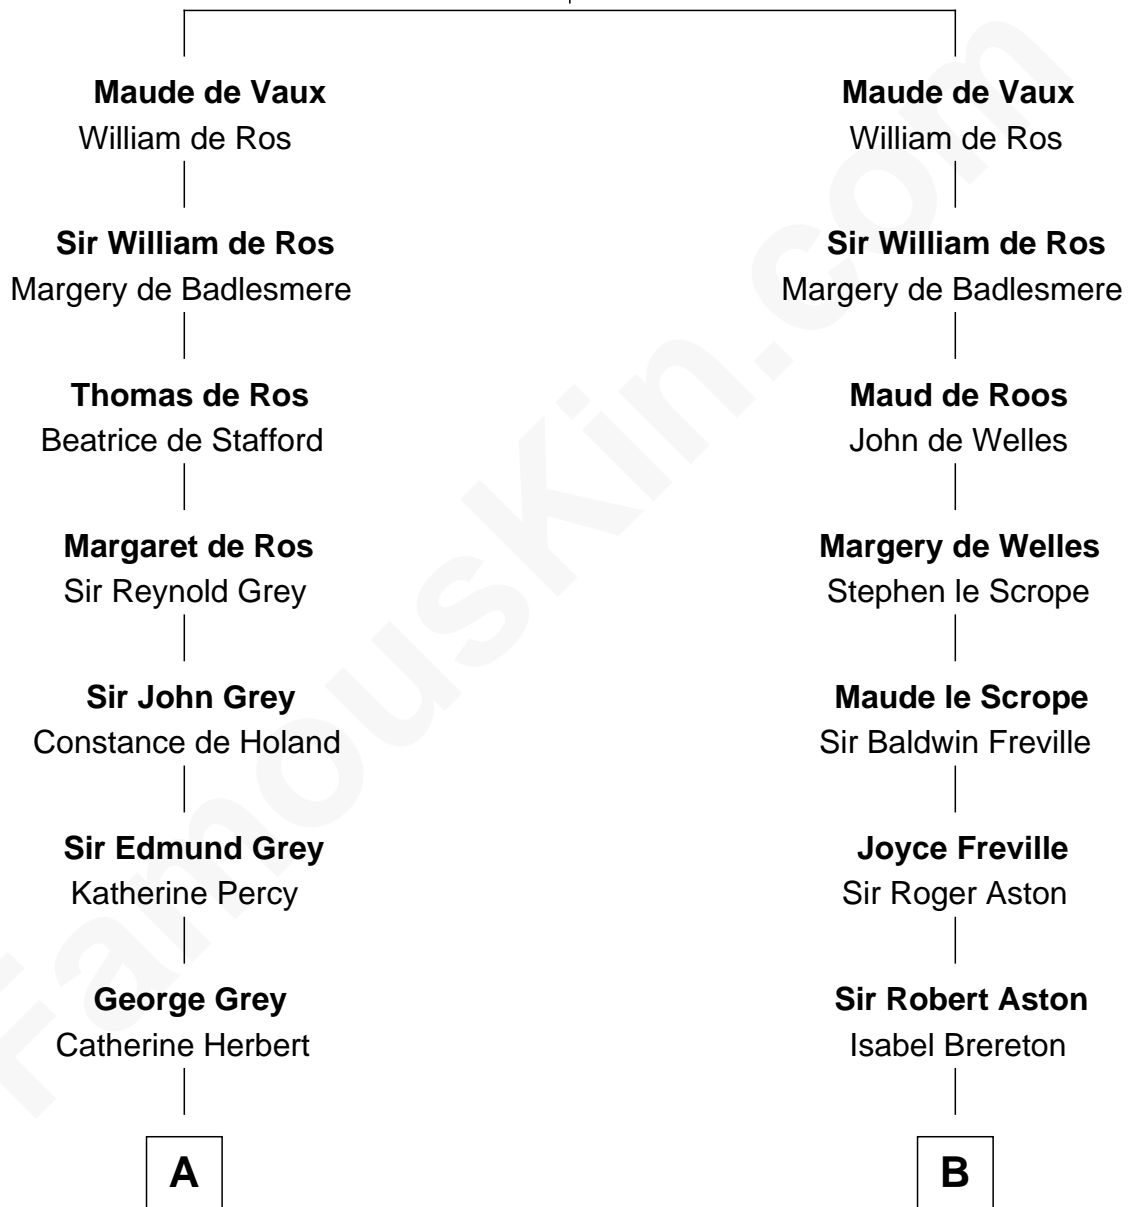 Maude de Vaux
William de Ros
Sir William de Ros
Margery de Badlesmere
Thomas de Ros
Beatrice de Stafford
Margaret de Ros
Sir Reynold Grey
Sir John Grey
Constance de Holand
Sir Edmund Grey
Katherine Percy
George Grey
Catherine Herbert
A
Maude de Vaux
William de Ros
Sir William de Ros
Margery de Badlesmere
Maud de Roos
John de Welles
Margery de Welles
Stephen le Scrope
Maude le Scrope
Sir Baldwin Freville
Joyce Freville
Sir Roger Aston
Sir Robert Aston
Isabel Brereton
B
FamousKin.com